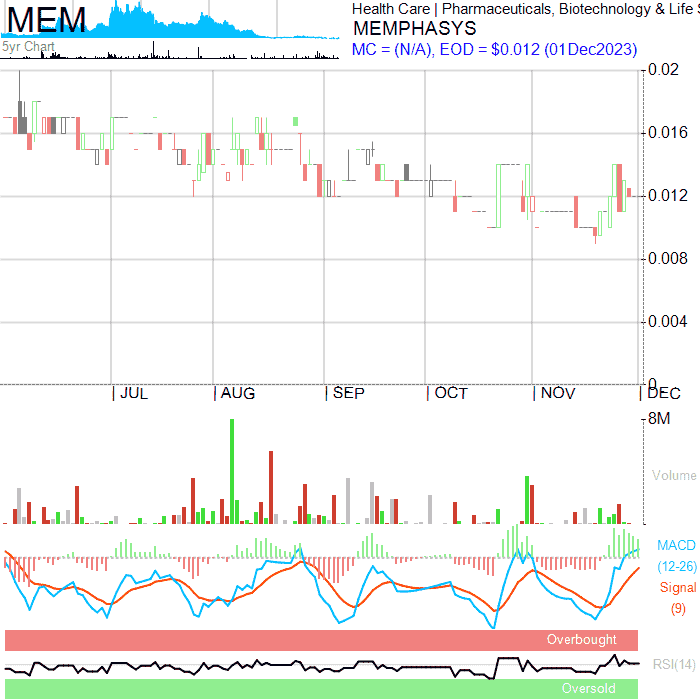 MEM
5yr Chart
Health Care | Pharmaceuticals, Biotechnology & Life
MEMPHASYS
MC = (N/A), EOD = $0.012 (01Dec2023)
0.02
0.016
0.012
0.008
0.004
0
JUL AUG SEP OCT NOV DEC
8M
Volume
MACD
(12-26)
Signal
(9)
Overbought
RSI(14)
Oversold